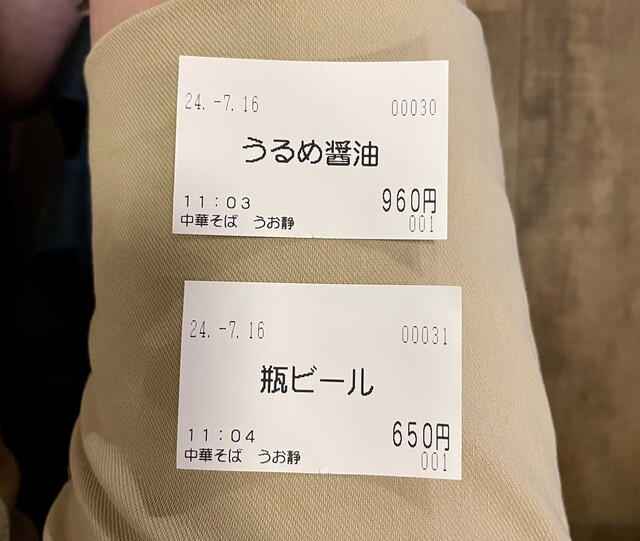 24.-7.16 00030
うるめ醤油
11:03 960円
中華そば うお静 001
24.-7.16 00031
瓶ビール
11:04 650円
中華そば うお静 001